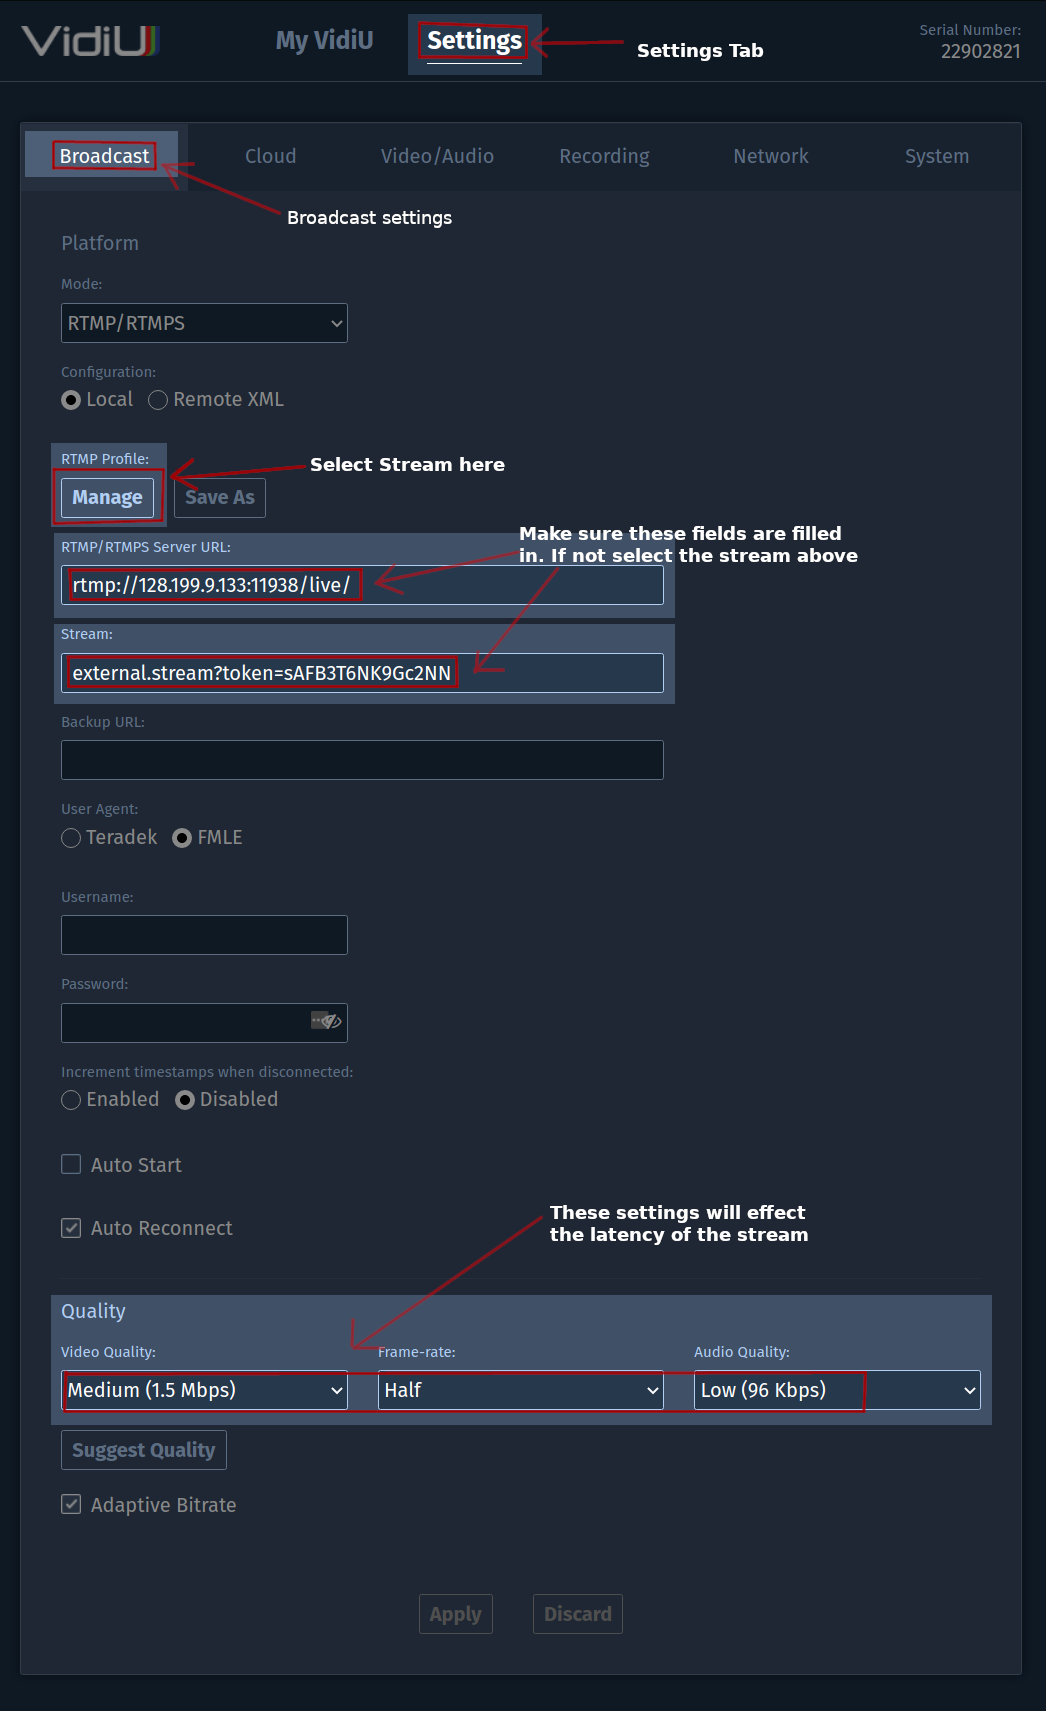 VidiU
My VidiU
Settings
Settings Tab
Serial Number:
22902821
Broadcast
Cloud
Video/Audio
Recording
Network
System
Broadcast settings
Platform
Mode:
RTMP/RTMPS
Configuration:
Local
Remote XML
RTMP Profile:
Select Stream here
Manage
Save As
Make sure these fields are filled
in. If not select the stream above
RTMP/RTMPS Server URL:
rtmp://128.199.9.133:11938/live/
Stream:
external.stream?token=sAFB3T6NK9Gc2NN
Backup URL:
User Agent:
Teradek
FMLE
Username:
Password:
Increment timestamps when disconnected:
Enabled
Disabled
Auto Start
Auto Reconnect
These settings will effect
the latency of the stream
Quality
Video Quality:
Frame-rate:
Audio Quality:
Medium (1.5 Mbps)
Half
Low (96 Kbps)
Suggest Quality
Adaptive Bitrate
Apply
Discard